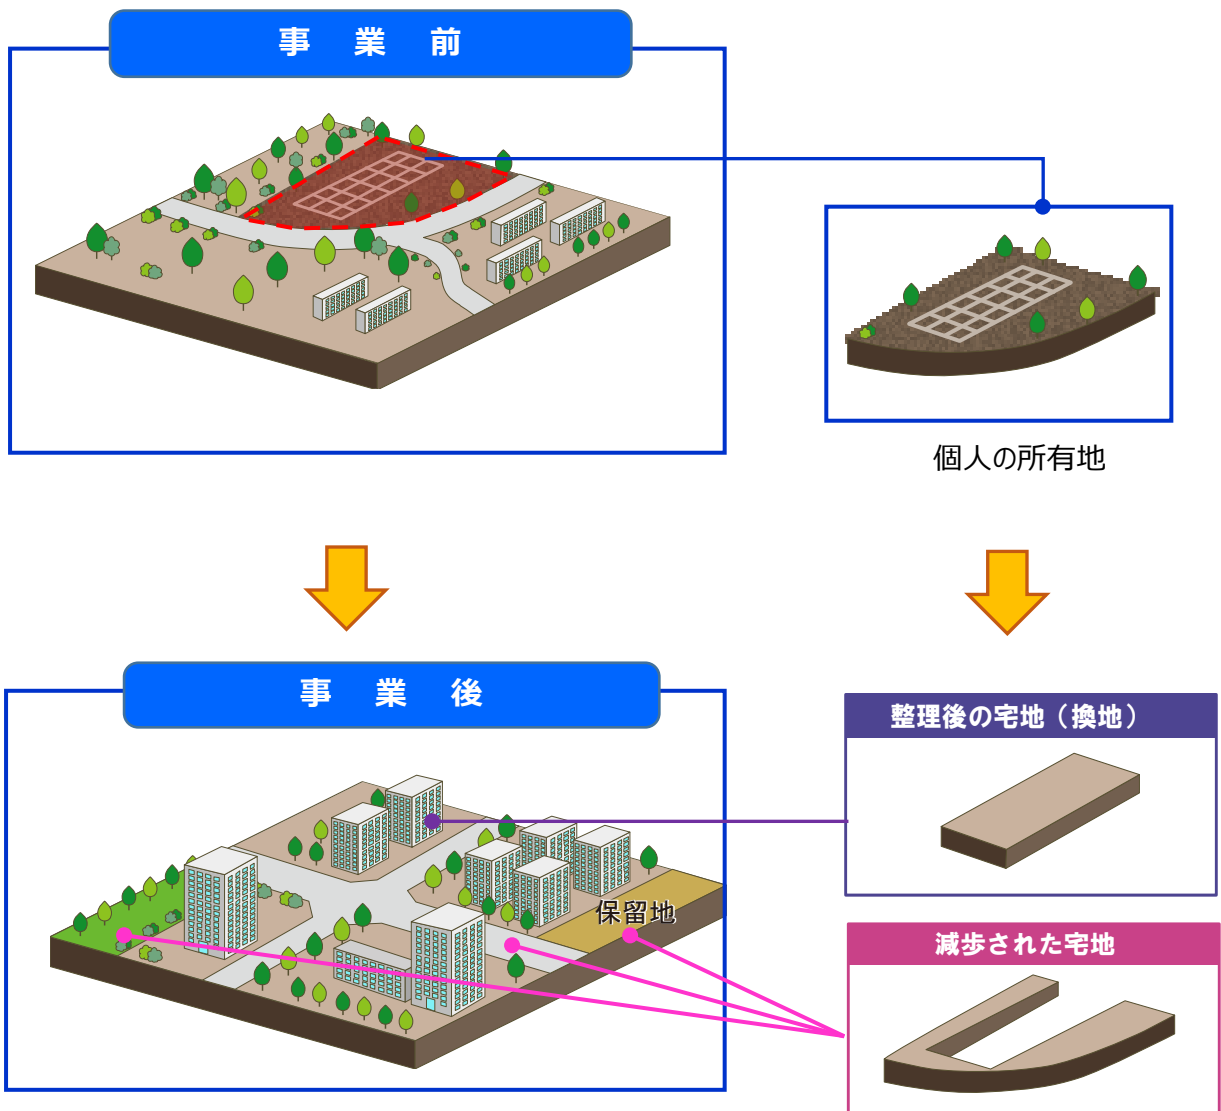 事業前
個人の所有地
事業後
整理後の宅地（換地）
保留地
減歩された宅地